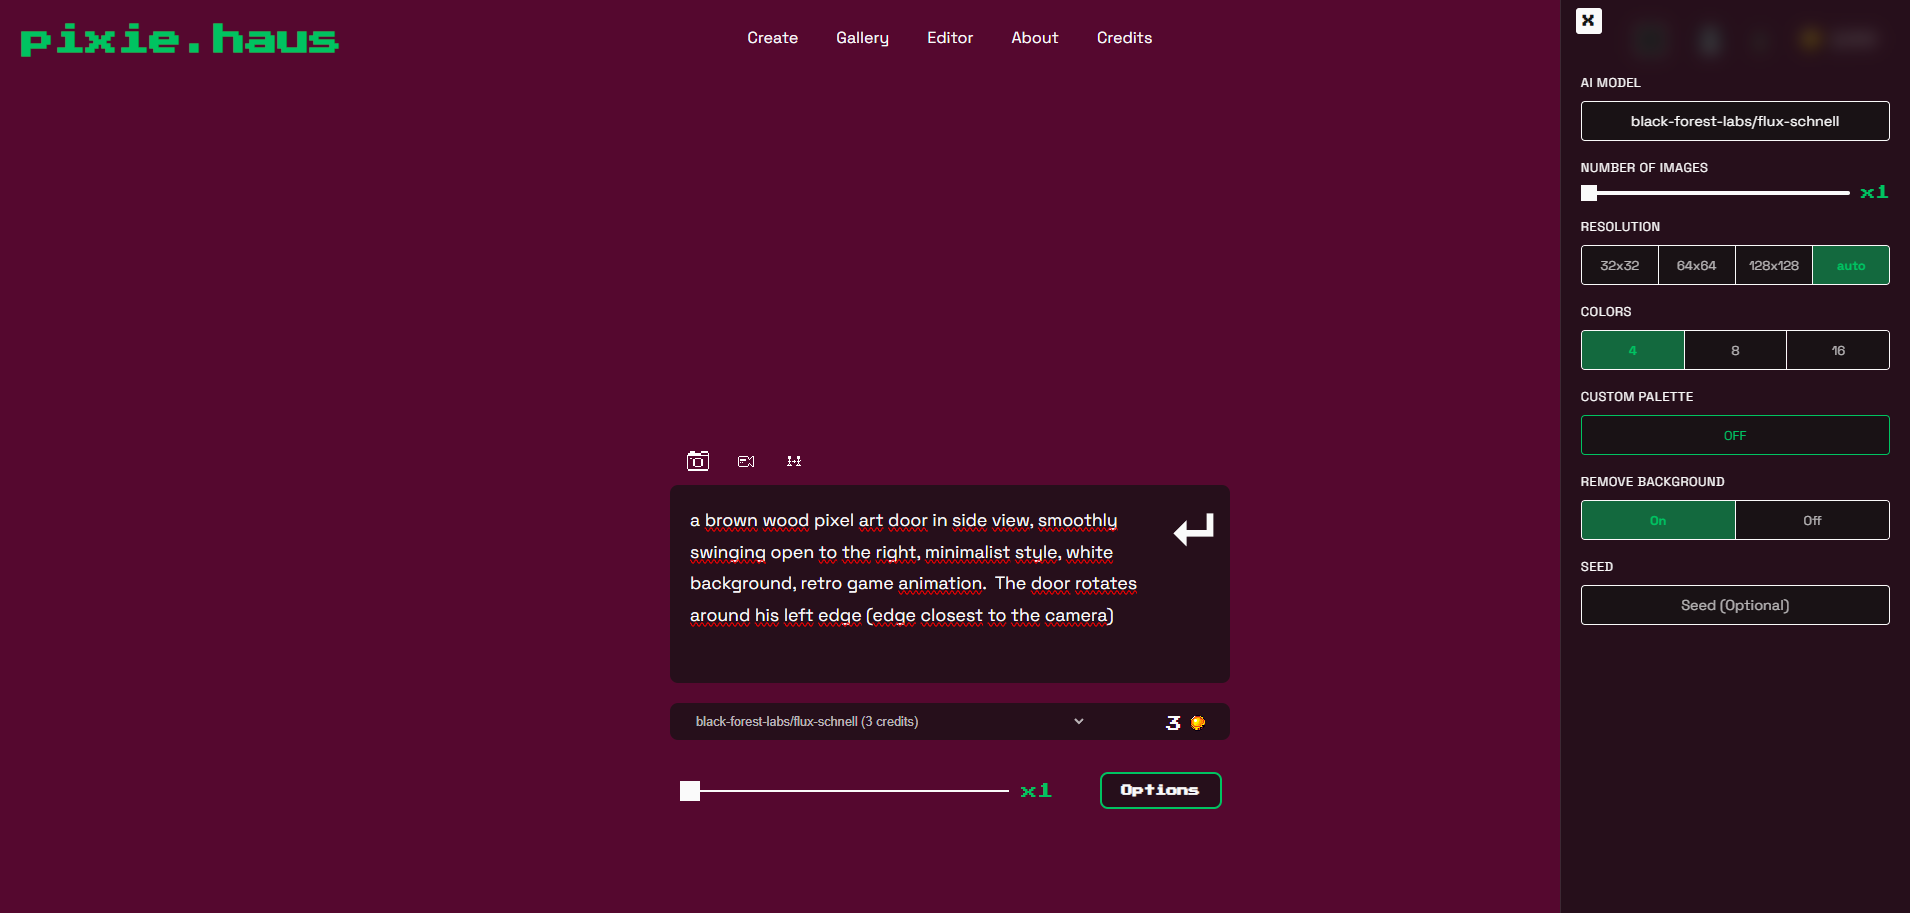 pixie.haus
Create
Gallery
Editor
About
Credits
a brown wood pixel art door in side view, smoothly
swinging open to the right, minimalist style, white
background, retro game animation.  The door rotates
around his left edge (edge closest to the camera)
black-forest-labs/flux-schnell (3 credits)
3
x1
Options
X
AI MODEL
black-forest-labs/flux-schnell
NUMBER OF IMAGES
x1
RESOLUTION
32x32
64x64
128x128
auto
COLORS
4
8
16
CUSTOM PALETTE
OFF
REMOVE BACKGROUND
On
Off
SEED
Seed (Optional)